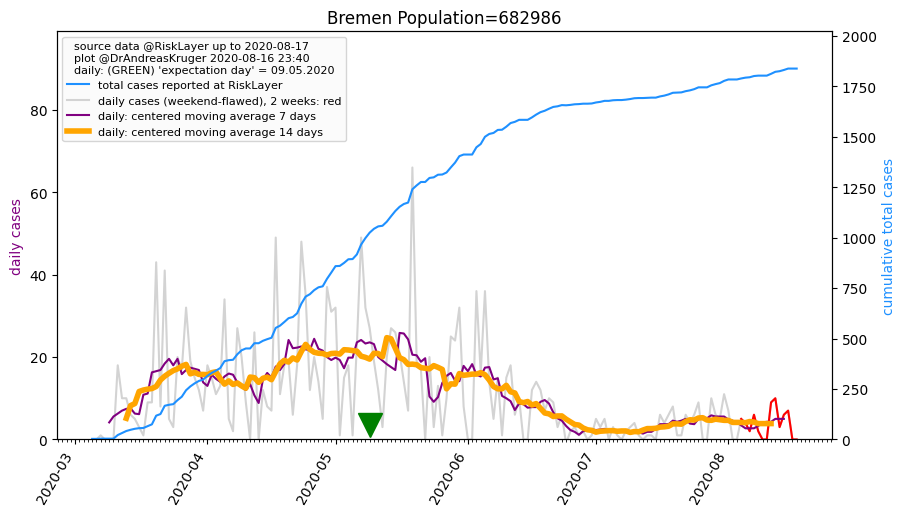 Bremen Population=682986
source data @RiskLayer up to 2020-08-17
plot @DrAndreasKruger 2020-08-16 23:40
daily: (GREEN) 'expectation day' = 09.05.2020
total cases reported at RiskLayer
daily cases (weekend-flawed), 2 weeks: red
daily: centered moving average 7 days
daily: centered moving average 14 days
daily cases
80
60
40
20
0
2000
1750
1500
1250
1000
750
500
250
0
cumulative total cases
2020-03
2020-04
2020-05
2020-06
2020-07
2020-08